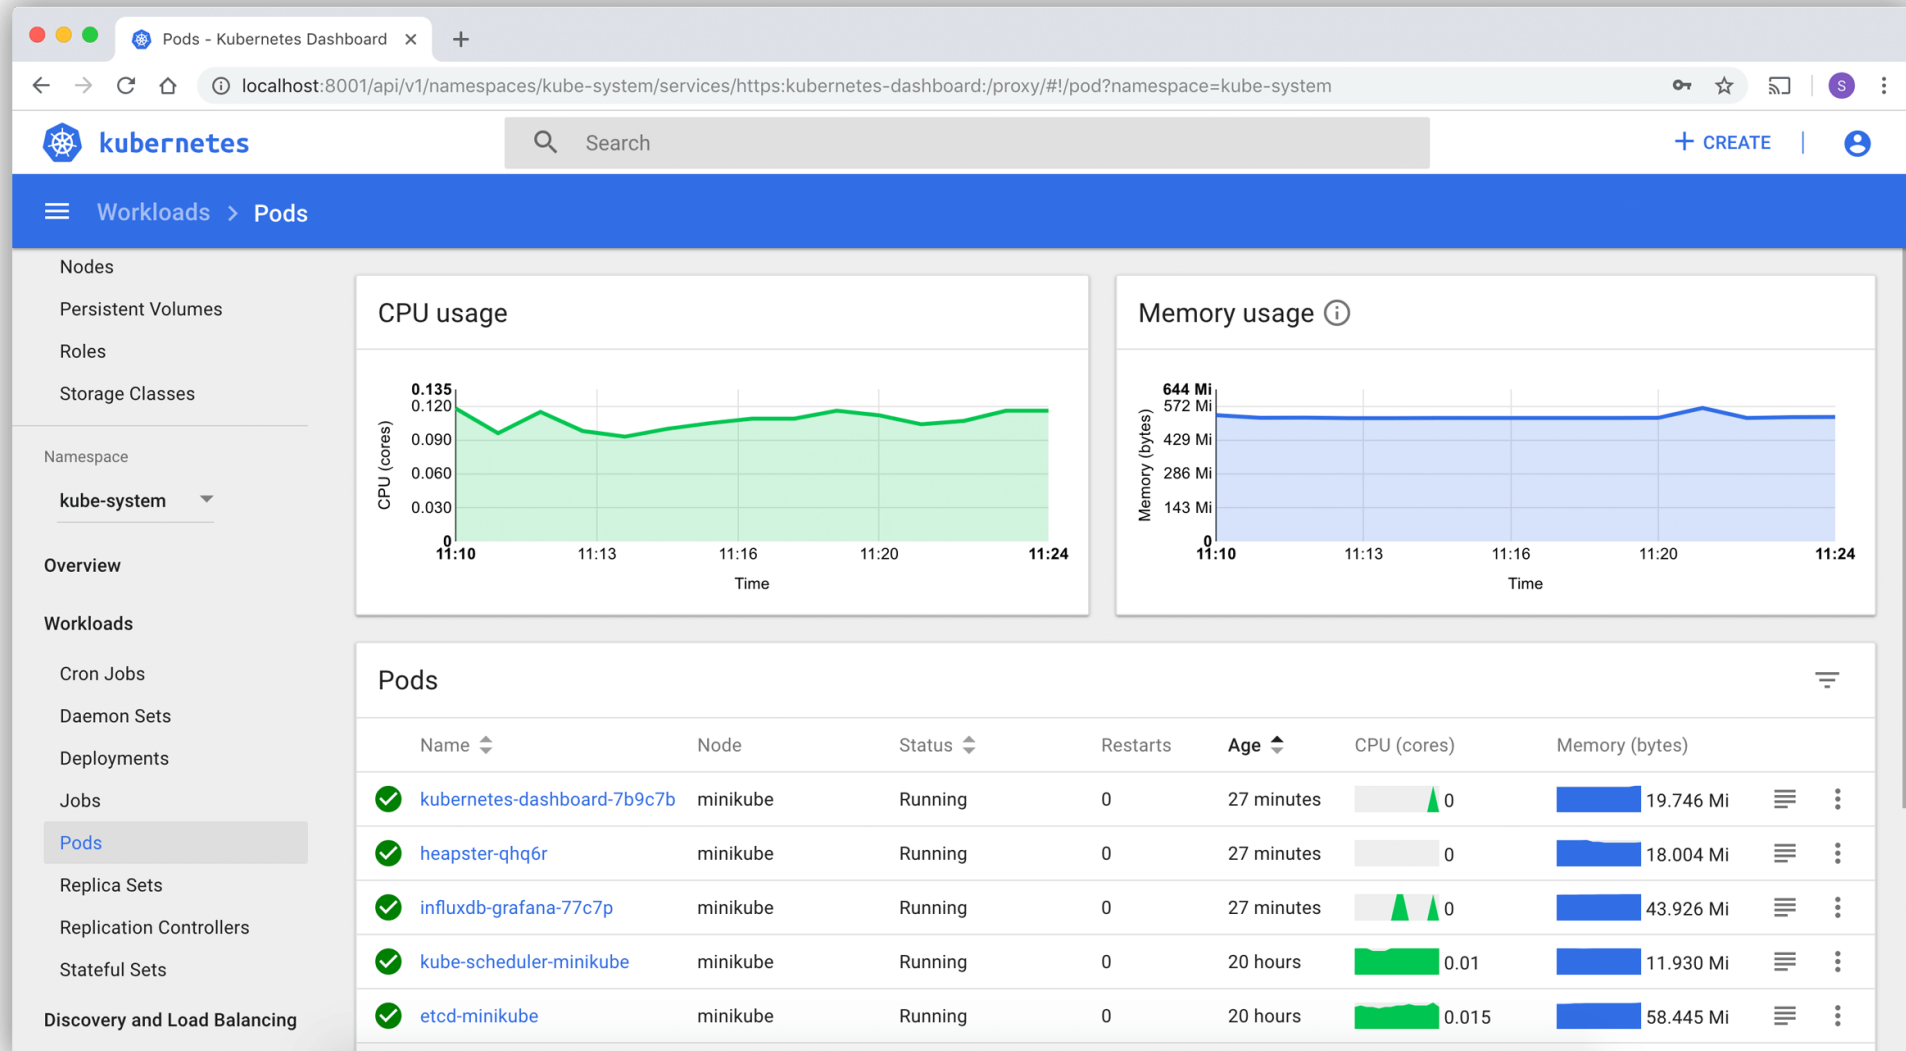 Pods - Kubernetes Dashboard
localhost:8001/api/v1/namespaces/kube-system/services/https:kubernetes-dashboard:/proxy/#!/pod?namespace=kube-system
S
kubernetes
Search
+ CREATE
Workloads > Pods
Nodes
Persistent Volumes
Roles
Storage Classes
Namespace
kube-system
Overview
Workloads
Cron Jobs
Daemon Sets
Deployments
Jobs
Pods
Replica Sets
Replication Controllers
Stateful Sets
Discovery and Load Balancing
CPU usage
CPU (cores)
0.135
0.120
0.090
0.060
0.030
0
11:10 11:13 11:16 11:20 11:24
Time
Memory usage
Memory (bytes)
644 Mi
572 Mi
429 Mi
286 Mi
143 Mi
0
11:10 11:13 11:16 11:20 11:24
Time
Pods
Name Node Status Restarts Age CPU (cores) Memory (bytes)
kubernetes-dashboard-7b9c7b minikube Running 0 27 minutes 0 19.746 Mi
heapster-qhq6r minikube Running 0 27 minutes 0 18.004 Mi
influxdb-grafana-77c7p minikube Running 0 27 minutes 0 43.926 Mi
kube-scheduler-minikube minikube Running 0 20 hours 0.01 11.930 Mi
etcd-minikube minikube Running 0 20 hours 0.015 58.445 Mi